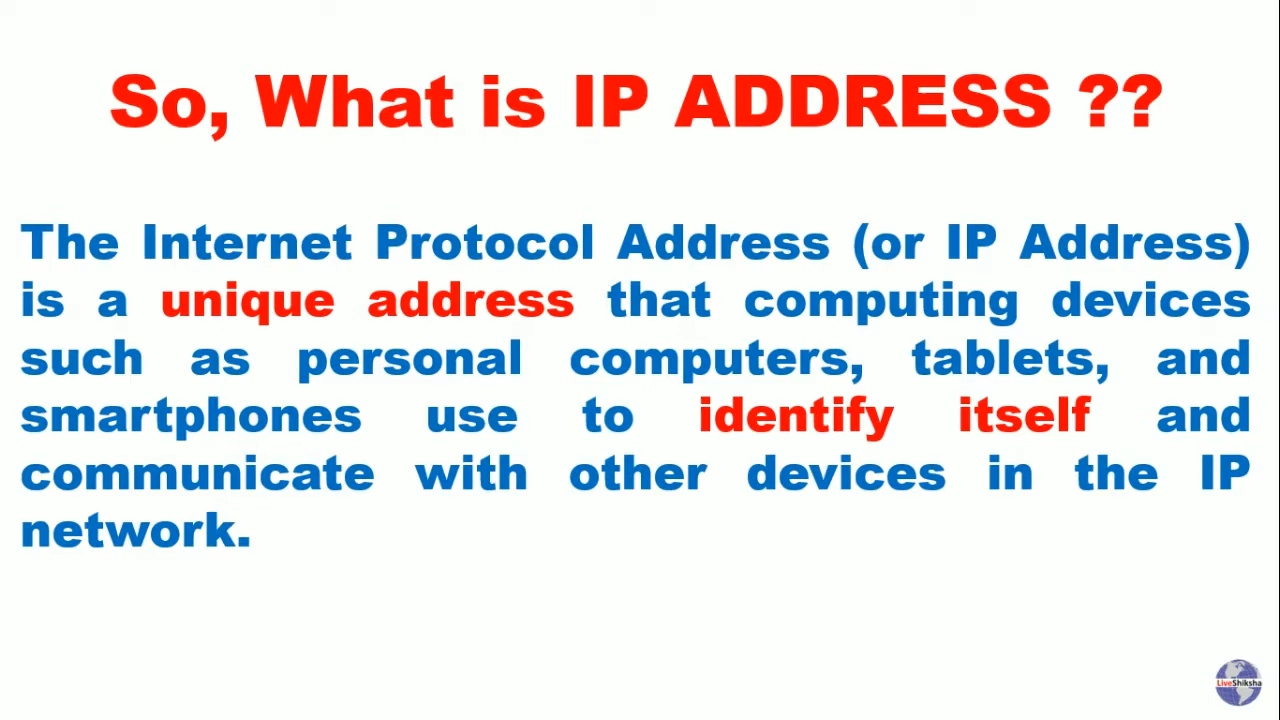 So, What is IP ADDRESS ??
The Internet Protocol Address (or IP Address)
is a unique address that computing devices
such as personal computers, tablets, and
smartphones use to identify itself and
communicate with other devices in the IP
network.
LiveShiksha